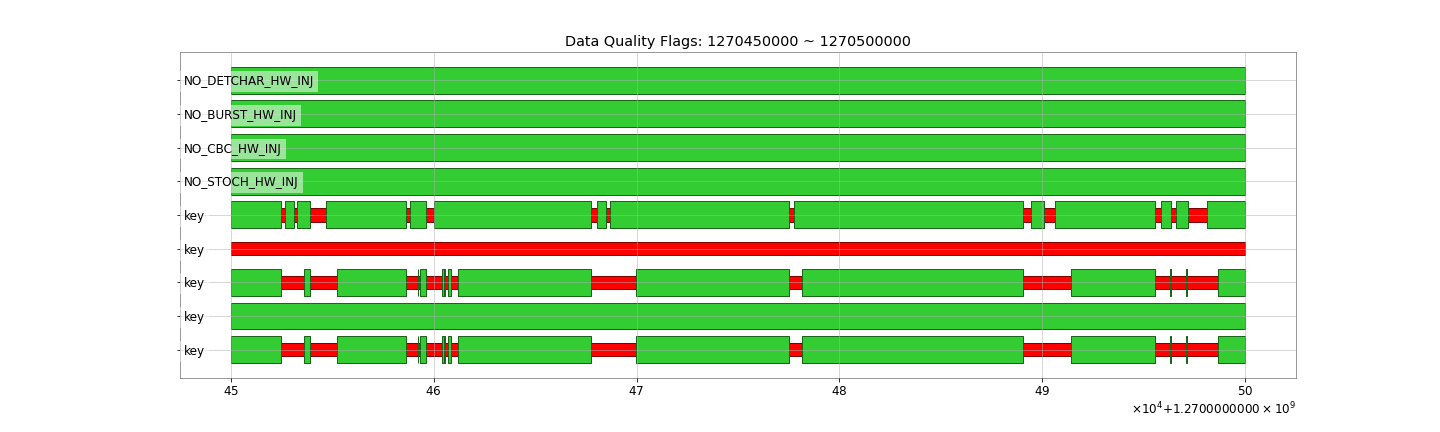 Data Quality Flags: 1270450000 ~ 1270500000
NO_DETCHAR_HW_INJ
NO_BURST_HW_INJ
NO_CBC_HW_INJ
NO_STOCH_HW_INJ
key
key
key
key
key
45 46 47 48 49 50
×10⁴+1.2700000000 × 10⁹